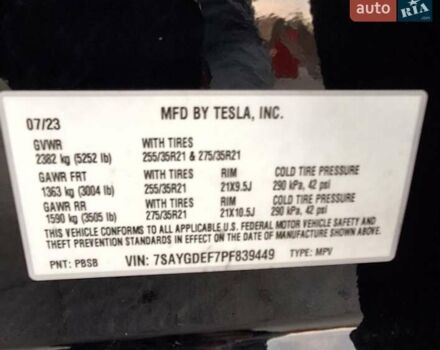 auto RIA
.com
MFD BY TESLA, INC.
07/23
GVWR WITH TIRES
2382 kg (5252 lb) 255/35R21 & 275/35R21
GAWR FRT WITH TIRES RIM COLD TIRE PRESSURE
1363 kg (3004 lb) 255/35R21 21X9.5J 290 kPa, 42 psi
GAWR RR WITH TIRES RIM COLD TIRE PRESSURE
1590 kg (3505 lb) 275/35R21 21X10.5J 290 kPa, 42 psi
THIS VEHICLE CONFORMS TO ALL APPLICABLE U.S. FEDERAL MOTOR VEHICLE SAFETY AND
THEFT PREVENTION STANDARDS IN EFFECT ON THE DATE OF MANUFACTURE SHOWN ABOVE.
PNT: PBSB VIN: 7SAYGDEF7PF839449 TYPE: MPV